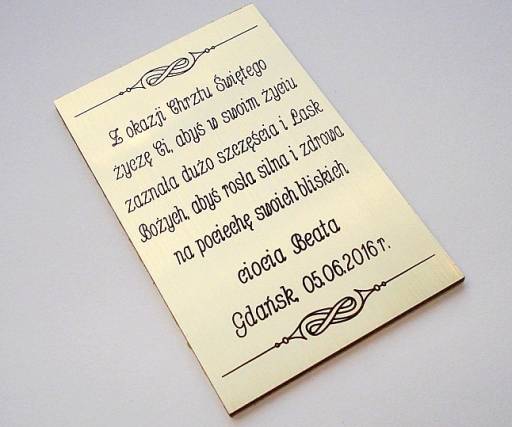 Z okazji Chrztu Świętego
życzę Ci, abyś w swoim życiu
zaznała dużo szczęścia i Łask
Bożych, abyś rosła silna i zdrowa
na pociechę swoich bliskich
ciocia Beata
Gdańsk, 05.06.2016 r.